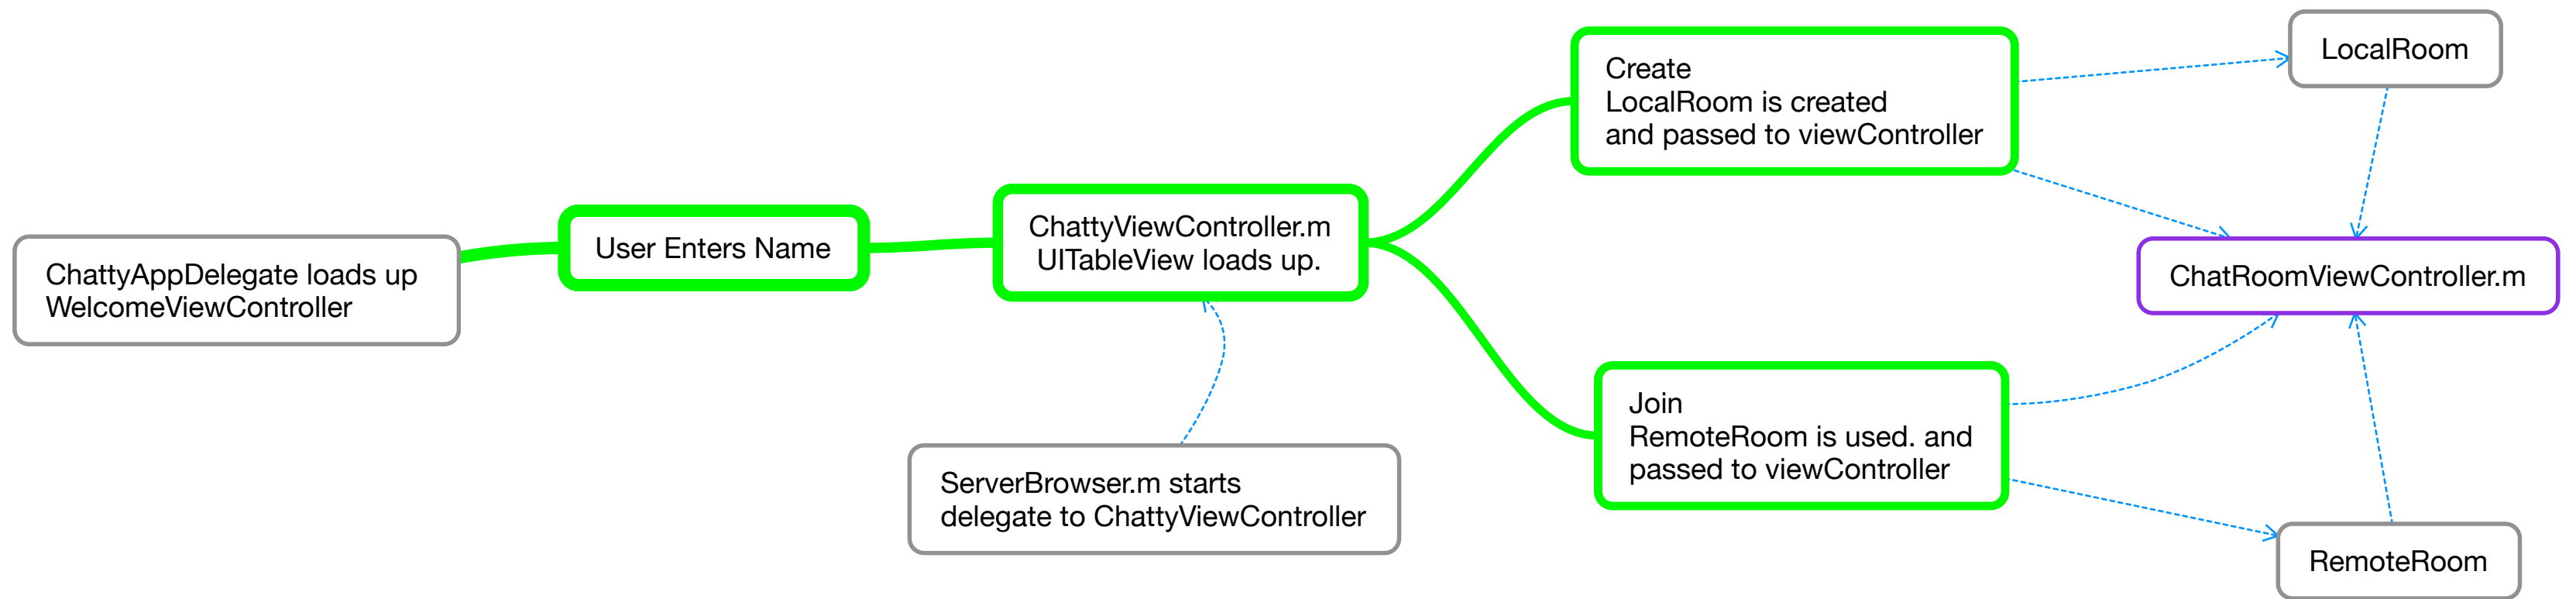 ChattyAppDelegate loads up
WelcomeViewController
User Enters Name
ChattyViewController.m
UITableView loads up.
ServerBrowser.m starts
delegate to ChattyViewController
Create
LocalRoom is created
and passed to viewController
Join
RemoteRoom is used. and
passed to viewController
LocalRoom
ChatRoomViewController.m
RemoteRoom